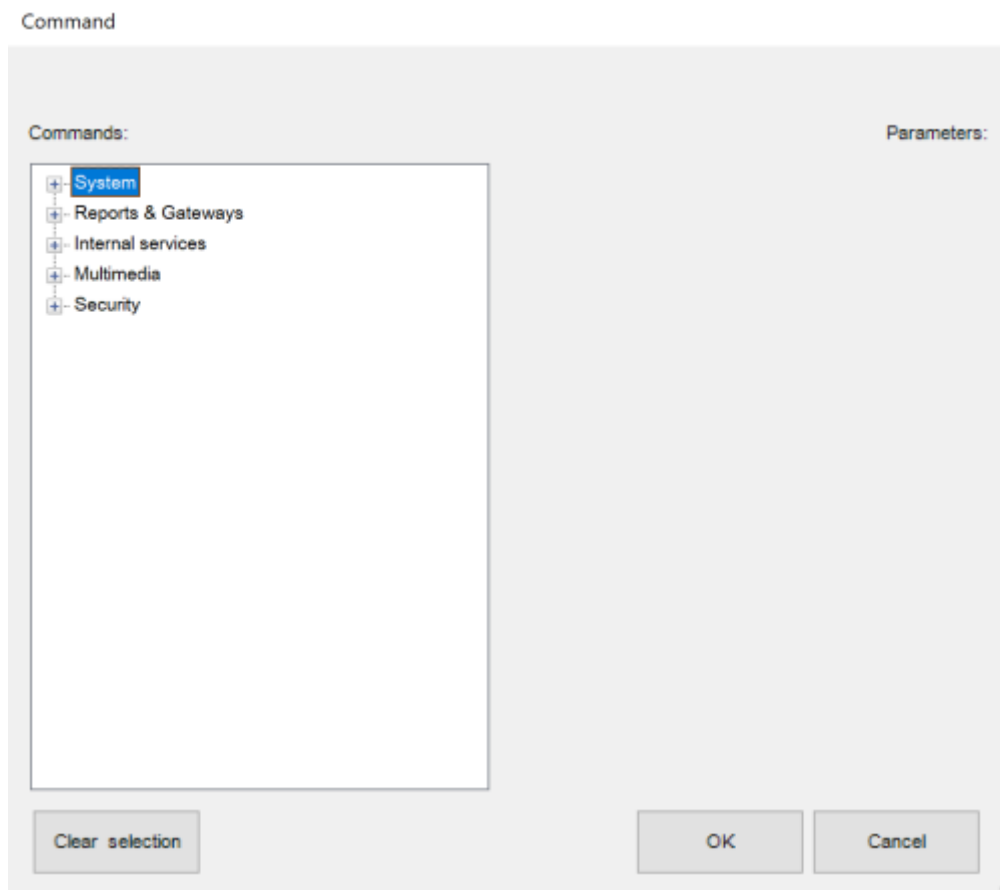 Command
Commands:
Parameters:
System
Reports & Gateways
Internal services
Multimedia
Security
Clear selection
OK
Cancel